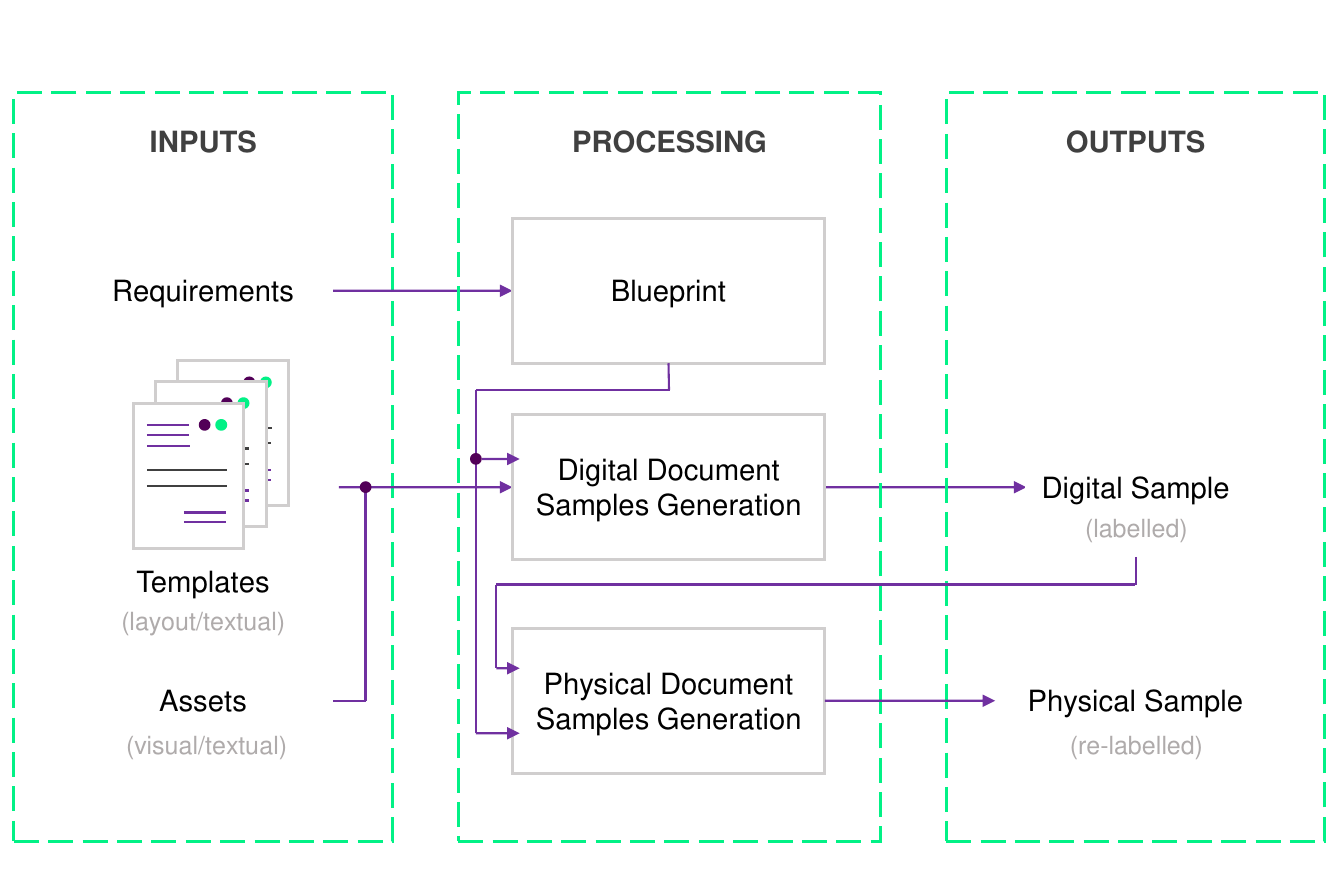 INPUTS
Requirements
Templates
(layout/textual)
Assets
(visual/textual)
PROCESSING
Blueprint
Digital Document
Samples Generation
Physical Document
Samples Generation
OUTPUTS
Digital Sample
(labelled)
Physical Sample
(re-labelled)